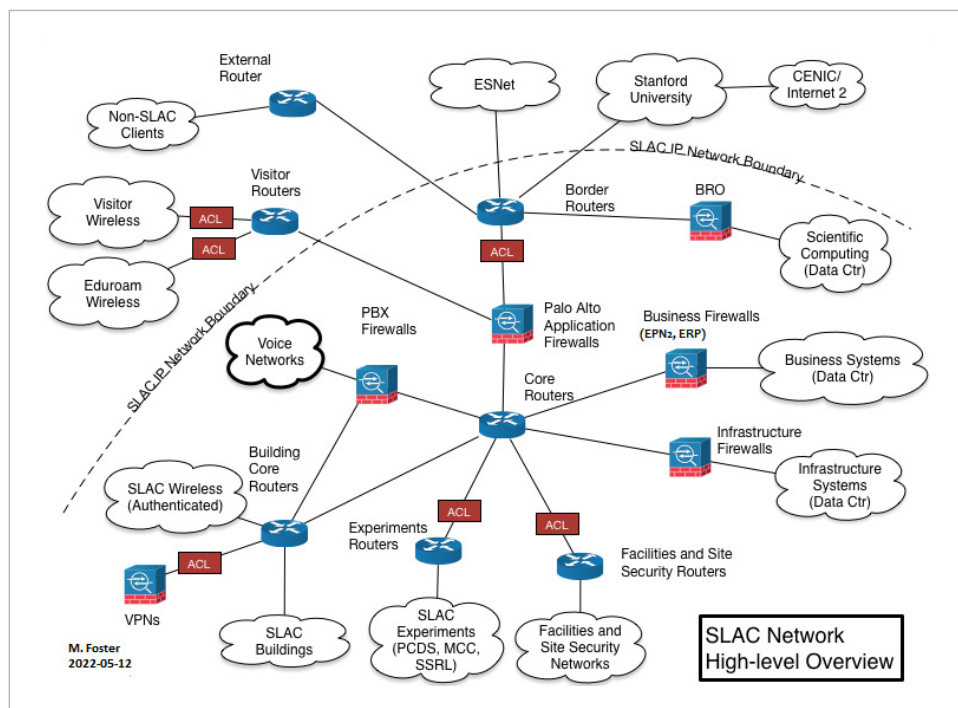 External
Router
ESNet
Stanford
University
CENIC/
Internet 2
Non-SLAC
Clients
SLAC IP Network Boundary
Visitor
Routers
Visitor
Wireless
ACL
ACL
Eduroam
Wireless
Border
Routers
BRO
ACL
Scientific
Computing
(Data Ctr)
SLAC IP Network Boundary
PBX
Firewalls
Palo Alto
Application
Firewalls
Business Firewalls
(EPN2, ERP)
Voice
Networks
Business Systems
(Data Ctr)
Core
Routers
Infrastructure
Firewalls
Building
Core
Routers
SLAC Wireless
(Authenticated)
Infrastructure
Systems
(Data Ctr)
ACL
ACL
Experiments
Routers
ACL
Facilities and Site
Security Routers
VPNs
SLAC
Buildings
SLAC
Experiments
(PCDS, MCC,
SSRL)
Facilities and
Site Security
Networks
M. Foster
2022-05-12
SLAC Network
High-level Overview